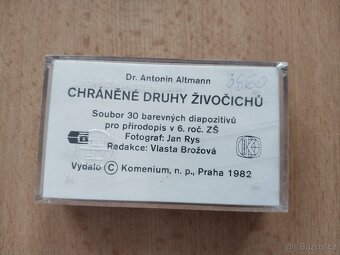 Dr. Antonín Altmann
3860
CHRÁNĚNÉ DRUHY ŽIVOČICHŮ
Soubor 30 barevných diapozitivů
pro přírodopis v 6. roč. ZŠ
Fotograf: Jan Rys
Redakce: Vlasta Brožová
Vydalo © Komenium, n. p., Praha 1982